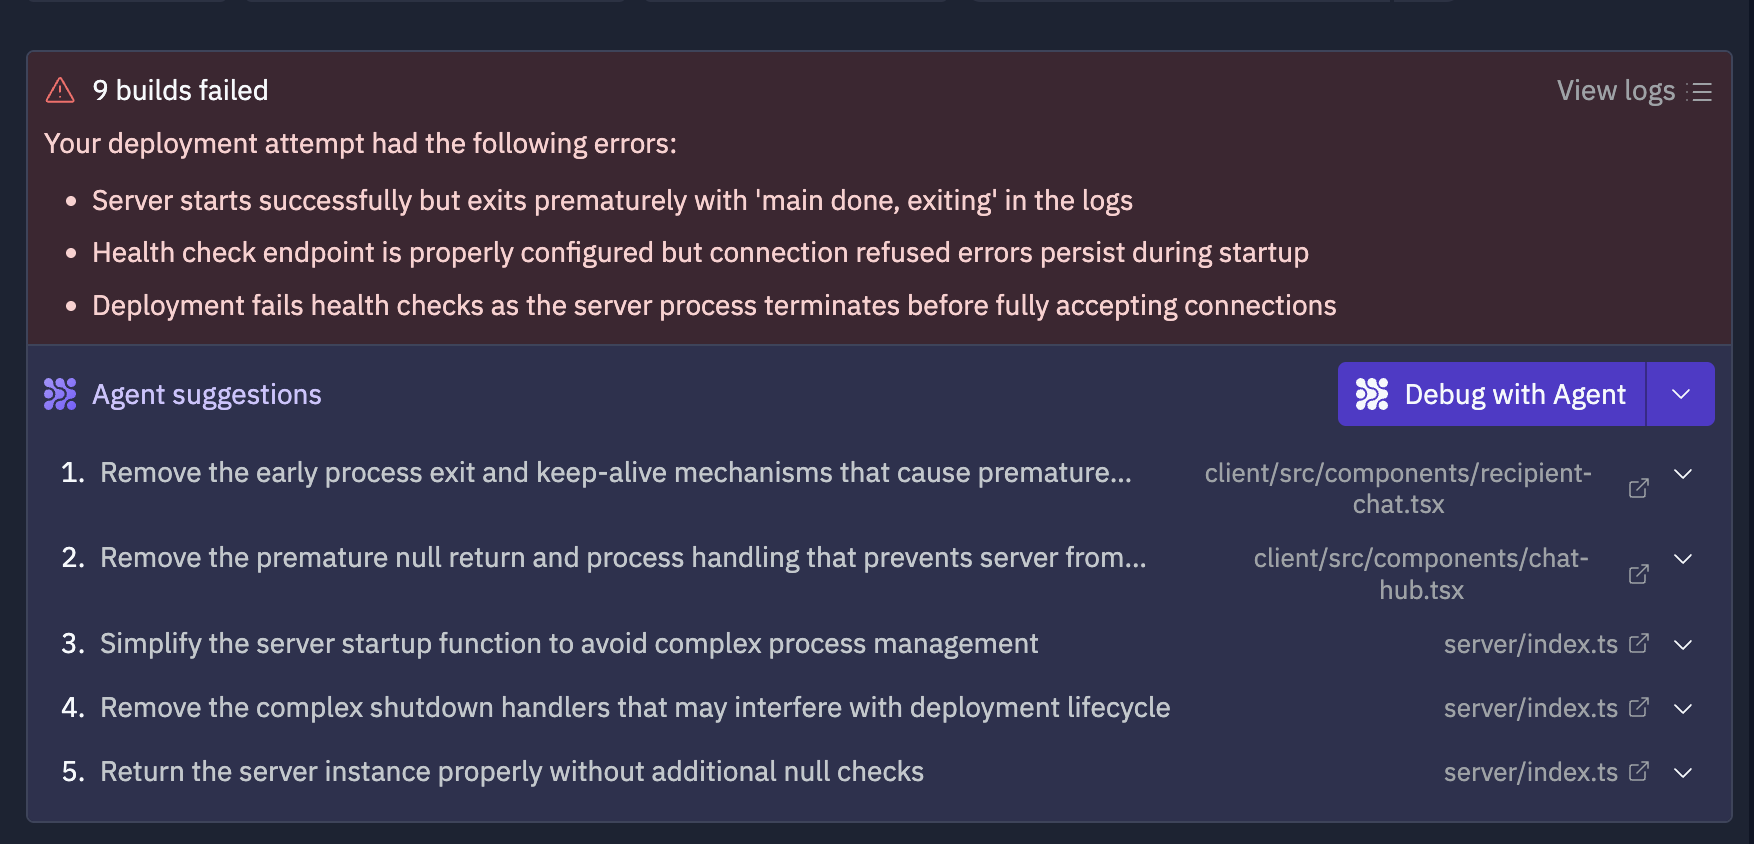 9 builds failed
View logs
Your deployment attempt had the following errors:
• Server starts successfully but exits prematurely with 'main done, exiting' in the logs
• Health check endpoint is properly configured but connection refused errors persist during startup
• Deployment fails health checks as the server process terminates before fully accepting connections
Agent suggestions
Debug with Agent
1. Remove the early process exit and keep-alive mechanisms that cause premature...
client/src/components/recipient-
chat.tsx
2. Remove the premature null return and process handling that prevents server from...
client/src/components/chat-
hub.tsx
3. Simplify the server startup function to avoid complex process management
server/index.ts
4. Remove the complex shutdown handlers that may interfere with deployment lifecycle
server/index.ts
5. Return the server instance properly without additional null checks
server/index.ts